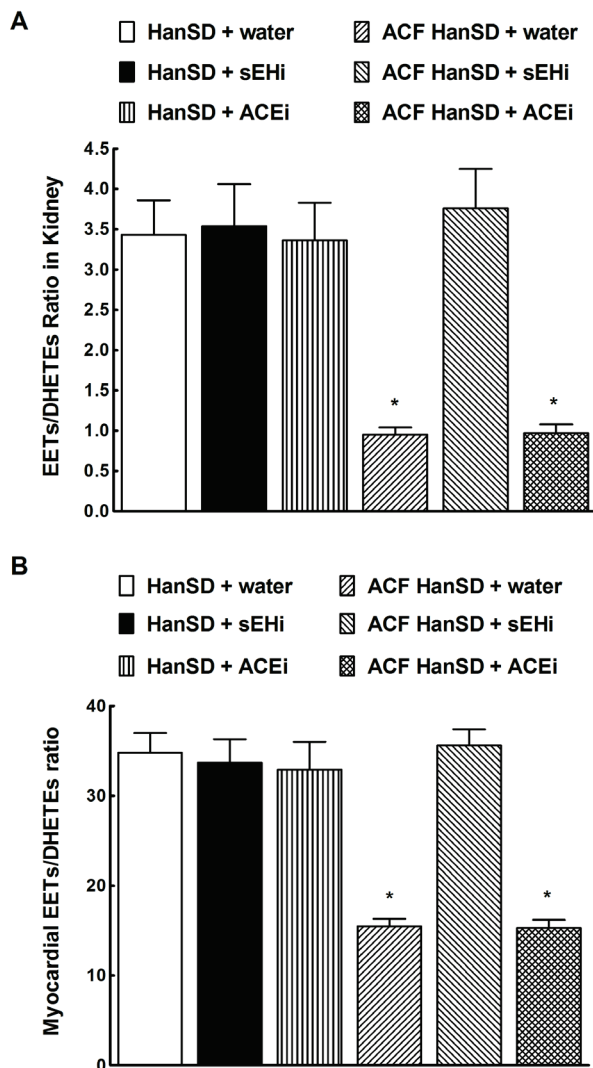 A
HanSD + water
ACF HanSD + water
HanSD + sEHi
ACF HanSD + sEHi
HanSD + ACEi
ACF HanSD + ACEi
EETs/DHETEs Ratio in Kidney
4.5
4.0
3.5
3.0
2.5
2.0
1.5
1.0
0.5
0.0
*
*
B
HanSD + water
ACF HanSD + water
HanSD + sEHi
ACF HanSD + sEHi
HanSD + ACEi
ACF HanSD + ACEi
Myocardial EETs/DHETEs ratio
40
30
20
10
0
*
*